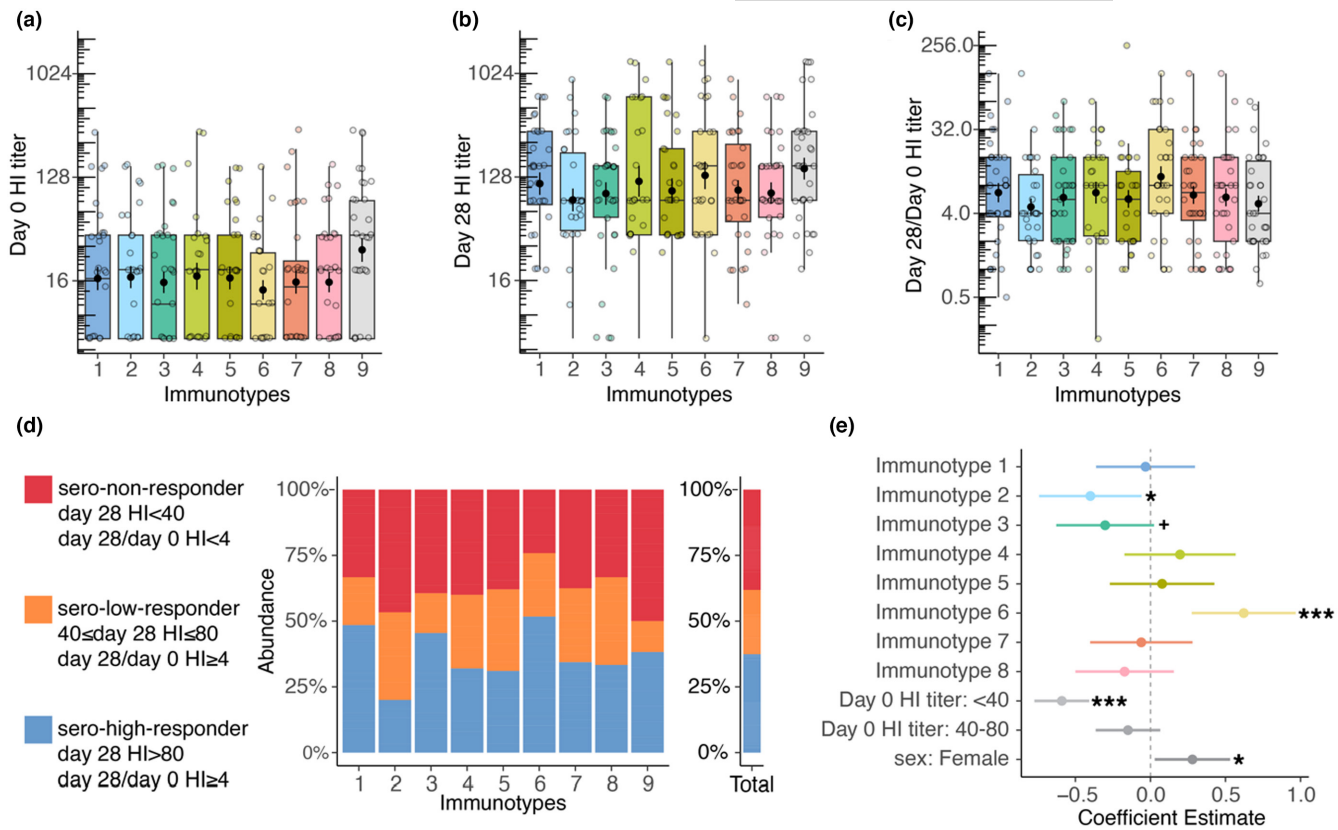 (a)
Day 0 HI titer
1024
128
16
1 2 3 4 5 6 7 8 9
Immunotypes
(b)
Day 28 HI titer
1024
128
16
1 2 3 4 5 6 7 8 9
Immunotypes
(c)
Day 28/Day 0 HI titer
256.0
32.0
4.0
0.5
1 2 3 4 5 6 7 8 9
Immunotypes
(d)
sero-non-responder
day 28 HI<40
day 28/day 0 HI<4
sero-low-responder
40≤day 28 HI≤80
day 28/day 0 HI≥4
sero-high-responder
day 28 HI>80
day 28/day 0 HI≥4
Abundance
100%
75%
50%
25%
0%
1 2 3 4 5 6 7 8 9
Immunotypes
100%
75%
50%
25%
0%
Total
(e)
Immunotype 1
Immunotype 2 *
Immunotype 3 +
Immunotype 4
Immunotype 5
Immunotype 6 ***
Immunotype 7
Immunotype 8
Day 0 HI titer: <40 ***
Day 0 HI titer: 40-80
sex: Female *
−0.5 0.0 0.5 1.0
Coefficient Estimate